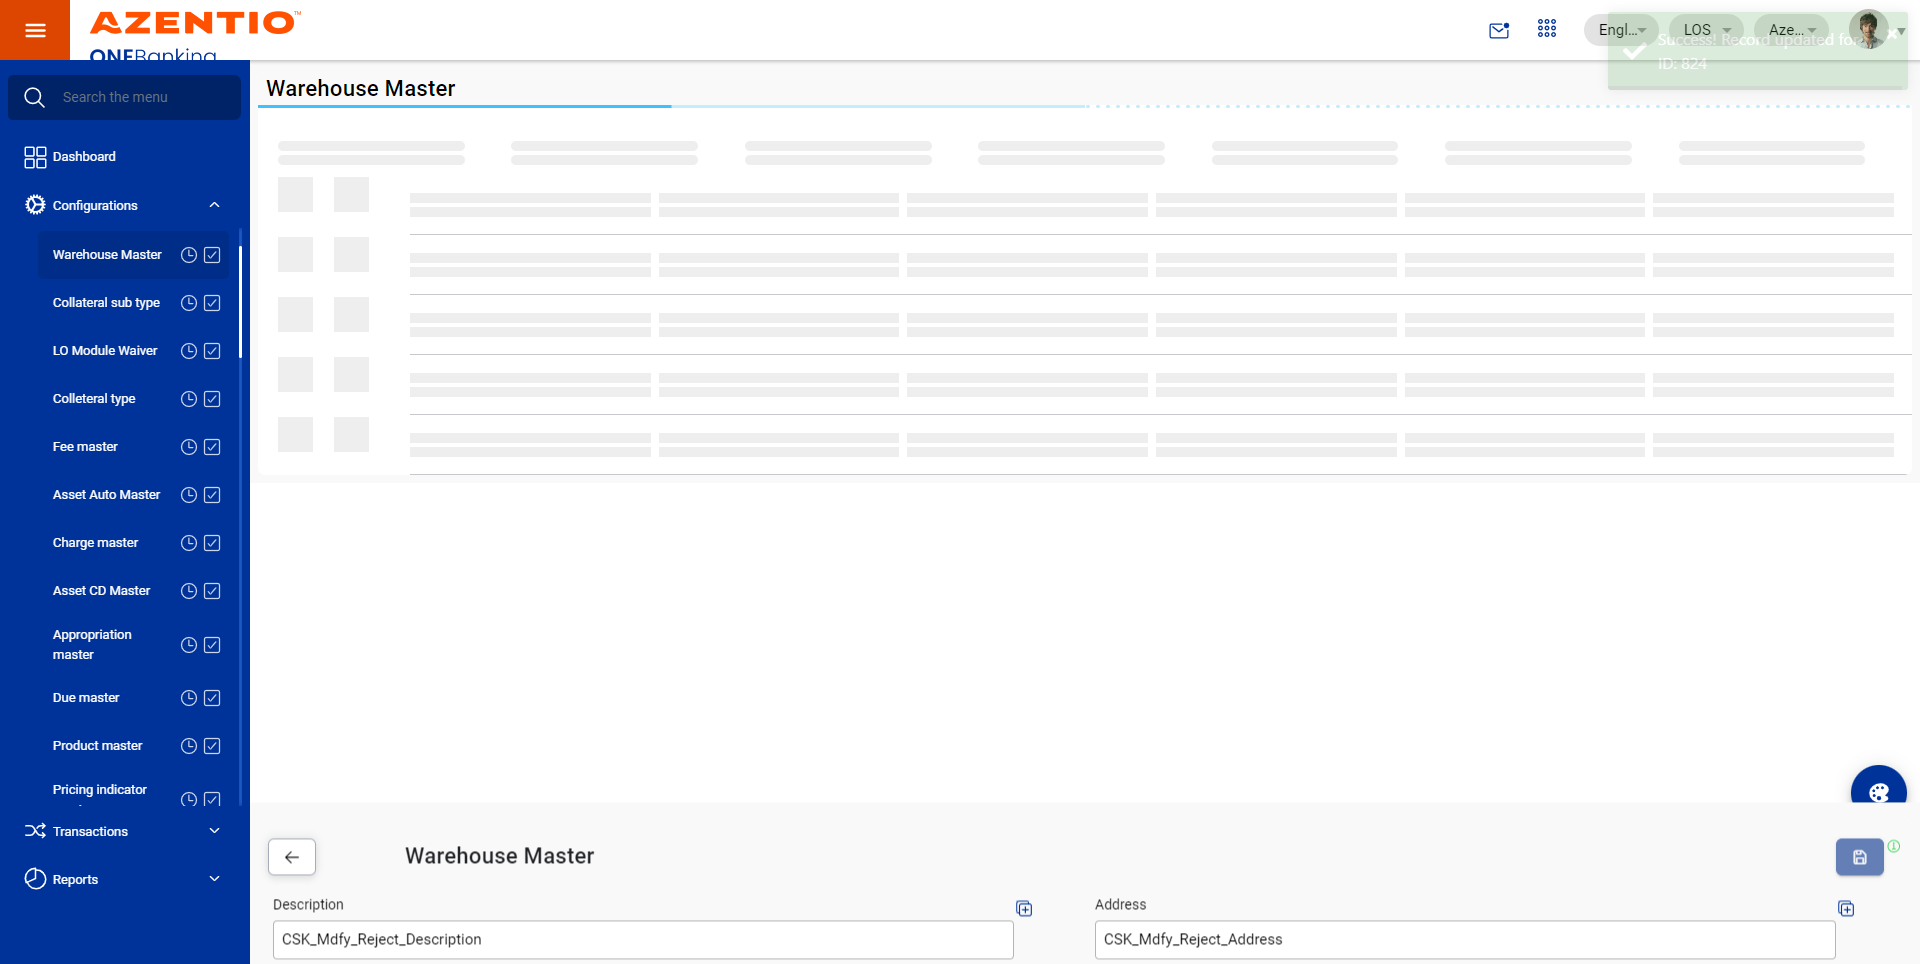 AZENTIO™
ONEBanking
Engl...
LOS
Aze...
Success! Record updated for
ID: 824
Search the menu
Warehouse Master
Dashboard
Configurations
Warehouse Master
Collateral sub type
LO Module Waiver
Colleteral type
Fee master
Asset Auto Master
Charge master
Asset CD Master
Appropriation
master
Due master
Product master
Pricing indicator
Transactions
Reports
Warehouse Master
Description
Address
CSK_Mdfy_Reject_Description
CSK_Mdfy_Reject_Address